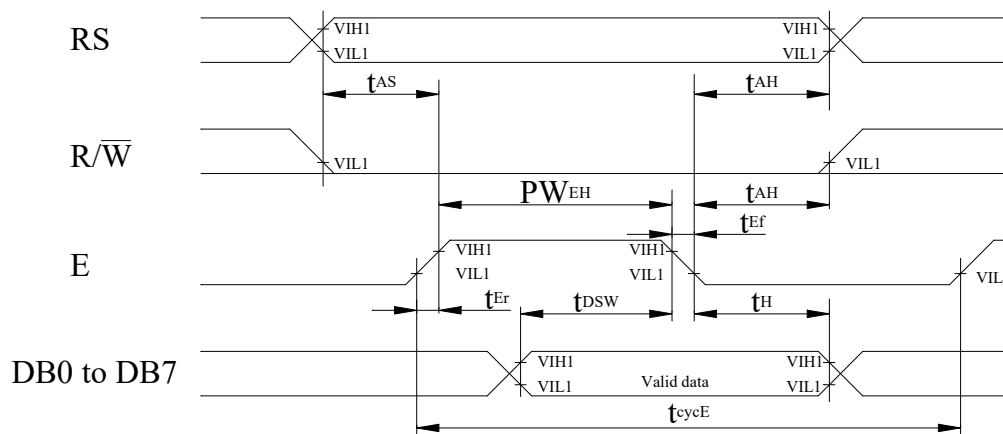 RS
VIH1
VIL1
VIH1
VIL1
tAS
tAH
R/W̅
VIL1
VIL1
PWEH
tAH
tEf
E
VIH1
VIL1
VIH1
VIL1
VIL
tEr
tDSW
tH
DB0 to DB7
VIH1
VIL1
Valid data
VIH1
VIL1
tcycE